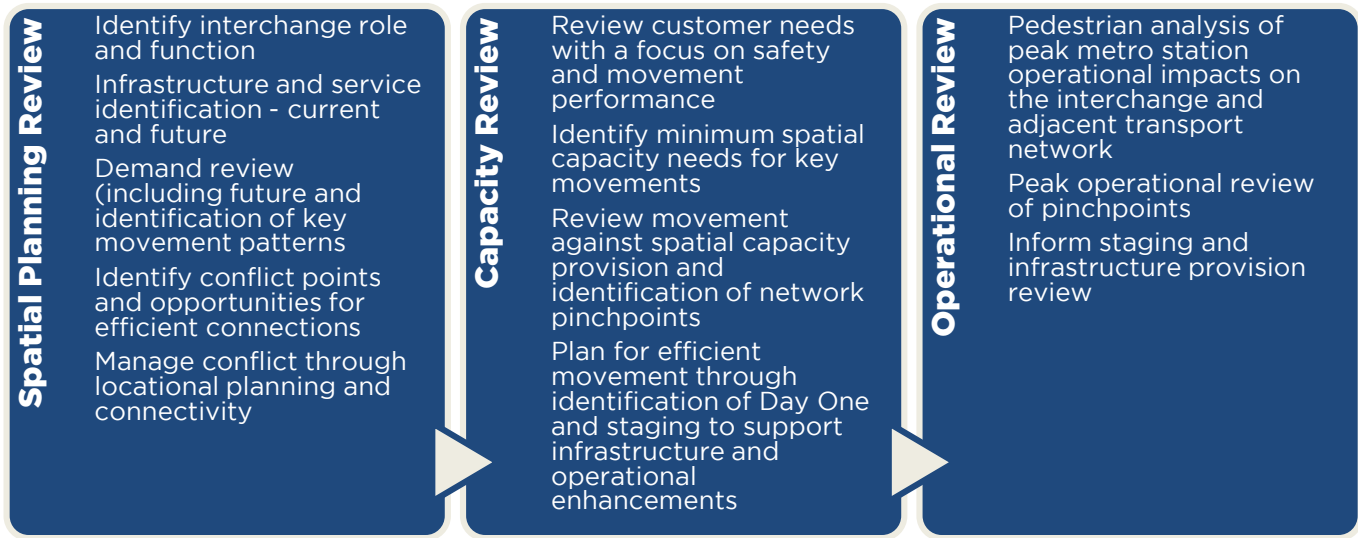 Spatial Planning Review
Identify interchange role
and function
Infrastructure and service
identification - current
and future
Demand review
(including future and
identification of key
movement patterns
Identify conflict points
and opportunities for
efficient connections
Manage conflict through
locational planning and
connectivity
Capacity Review
Review customer needs
with a focus on safety
and movement
performance
Identify minimum spatial
capacity needs for key
movements
Review movement
against spatial capacity
provision and
identification of network
pinchpoints
Plan for efficient
movement through
identification of Day One
and staging to support
infrastructure and
operational
enhancements
Operational Review
Pedestrian analysis of
peak metro station
operational impacts on
the interchange and
adjacent transport
network
Peak operational review
of pinchpoints
Inform staging and
infrastructure provision
review